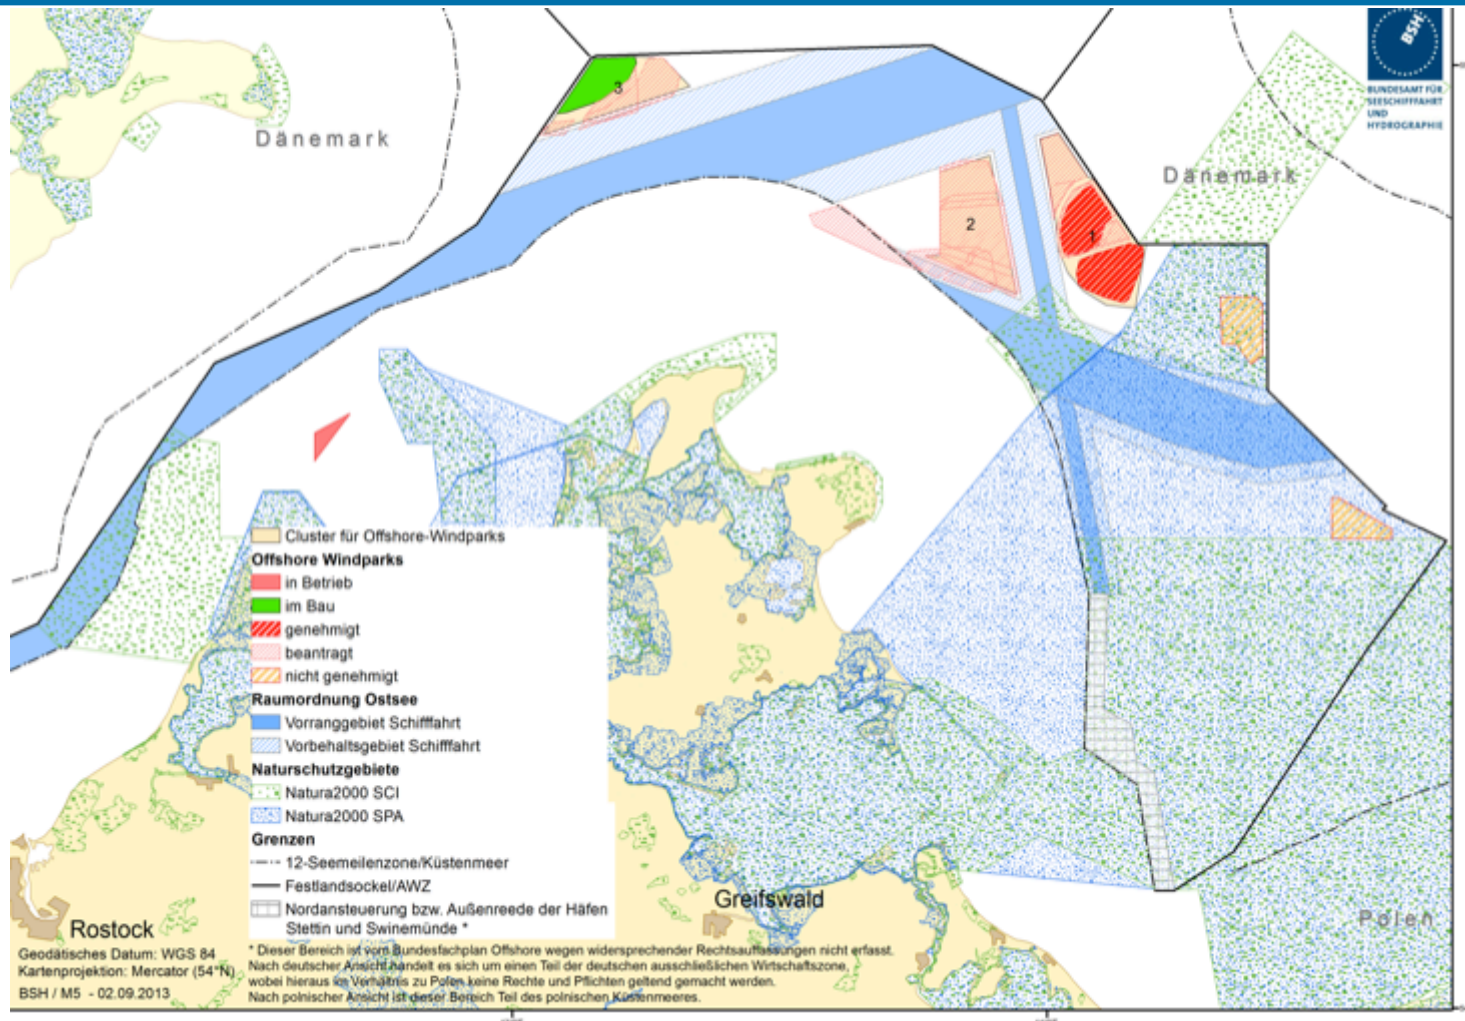 BSH
BUNDESAMT FÜR
SEESCHIFFFAHRT
UND
HYDROGRAPHIE
Dänemark
Dänemark
3
2
1
Cluster für Offshore-Windparks
Offshore Windparks
in Betrieb
im Bau
genehmigt
beantragt
nicht genehmigt
Raumordnung Ostsee
Vorranggebiet Schifffahrt
Vorbehaltsgebiet Schifffahrt
Naturschutzgebiete
Natura2000 SCI
Natura2000 SPA
Grenzen
12-Seemeilenzone/Küstenmeer
Festlandsockel/AWZ
Nordansteuerung bzw. Außenreede der Häfen
Stettin und Swinemünde *
Greifswald
Rostock
Polen
Geodätisches Datum: WGS 84
Kartenprojektion: Mercator (54°N)
BSH / M5 - 02.09.2013
* Dieser Bereich ist vom Bundesfachplan Offshore wegen widersprechender Rechtsauffassungen nicht erfasst.
Nach deutscher Ansicht handelt es sich um einen Teil der deutschen ausschließlichen Wirtschaftszone,
wobei hieraus im Verhältnis zu Polen keine Rechte und Pflichten geltend gemacht werden.
Nach polnischer Ansicht ist dieser Bereich Teil des polnischen Küstenmeeres.